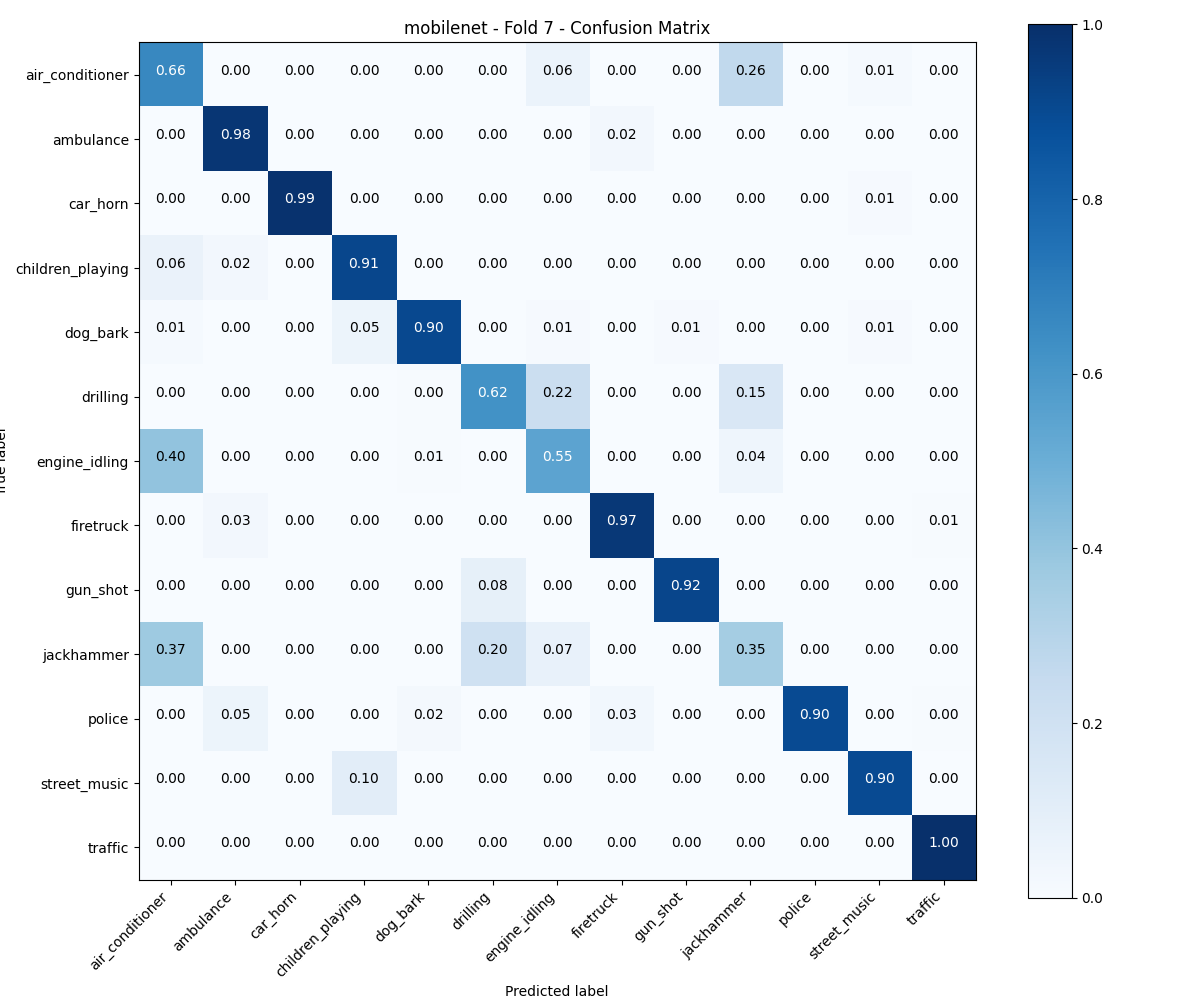 mobilenet - Fold 7 - Confusion Matrix
air_conditioner 0.66 0.00 0.00 0.00 0.00 0.00 0.06 0.00 0.00 0.26 0.00 0.01 0.00
ambulance 0.00 0.98 0.00 0.00 0.00 0.00 0.00 0.02 0.00 0.00 0.00 0.00 0.00
car_horn 0.00 0.00 0.99 0.00 0.00 0.00 0.00 0.00 0.00 0.00 0.00 0.01 0.00
children_playing 0.06 0.02 0.00 0.91 0.00 0.00 0.00 0.00 0.00 0.00 0.00 0.00 0.00
dog_bark 0.01 0.00 0.00 0.05 0.90 0.00 0.01 0.00 0.01 0.00 0.00 0.01 0.00
drilling 0.00 0.00 0.00 0.00 0.00 0.62 0.22 0.00 0.00 0.15 0.00 0.00 0.00
engine_idling 0.40 0.00 0.00 0.00 0.01 0.00 0.55 0.00 0.00 0.04 0.00 0.00 0.00
firetruck 0.00 0.03 0.00 0.00 0.00 0.00 0.00 0.97 0.00 0.00 0.00 0.00 0.01
gun_shot 0.00 0.00 0.00 0.00 0.00 0.08 0.00 0.00 0.92 0.00 0.00 0.00 0.00
jackhammer 0.37 0.00 0.00 0.00 0.00 0.20 0.07 0.00 0.00 0.35 0.00 0.00 0.00
police 0.00 0.05 0.00 0.00 0.02 0.00 0.00 0.03 0.00 0.00 0.90 0.00 0.00
street_music 0.00 0.00 0.00 0.10 0.00 0.00 0.00 0.00 0.00 0.00 0.00 0.90 0.00
traffic 0.00 0.00 0.00 0.00 0.00 0.00 0.00 0.00 0.00 0.00 0.00 0.00 1.00
air_conditioner ambulance car_horn children_playing dog_bark drilling engine_idling firetruck gun_shot jackhammer police street_music traffic
Predicted label
1.0
0.8
0.6
0.4
0.2
0.0